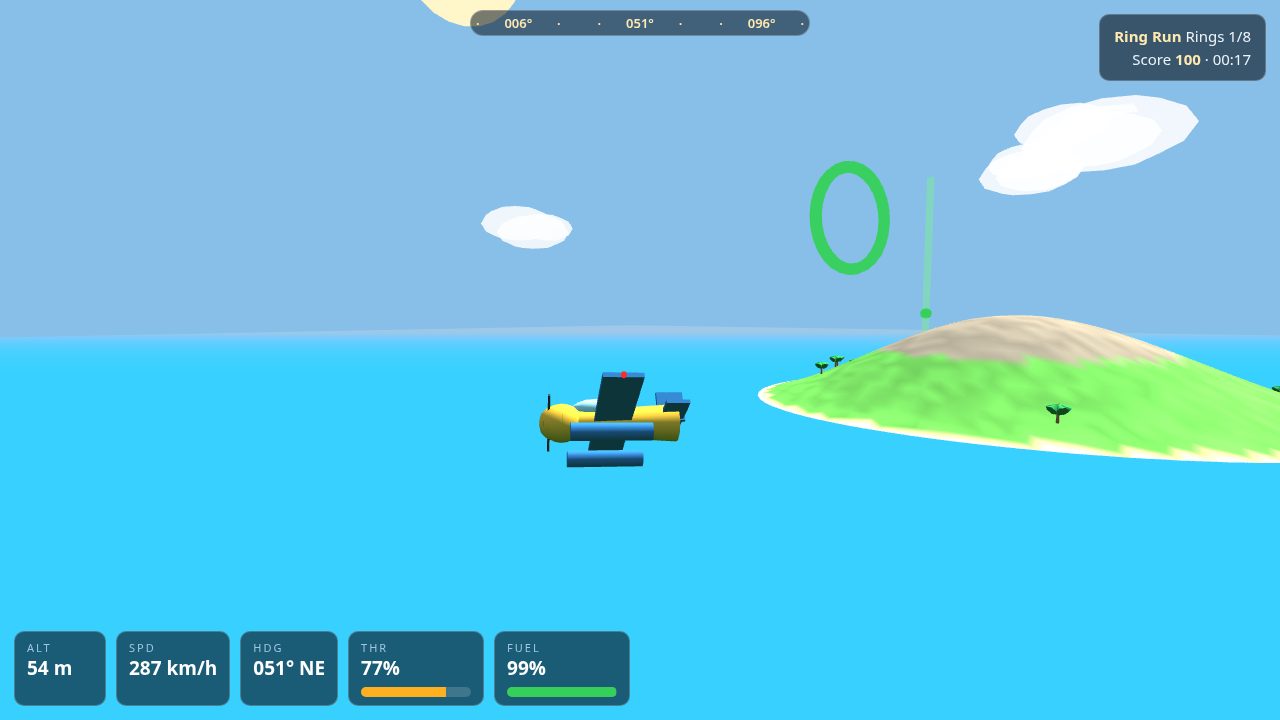 · 006° · · 051° · · 096° ·
Ring Run Rings 1/8
Score 100 · 00:17
ALT
54 m
SPD
287 km/h
HDG
051° NE
THR
77%
FUEL
99%